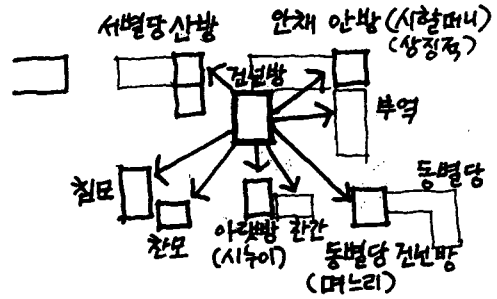 서별당 산방
안채 안방 (시할머니)
(상징적)
건넌방
부엌
침모
찬모
아랫방
(시누이)
찬간
동별당
동별당 건넌방
(며느리)